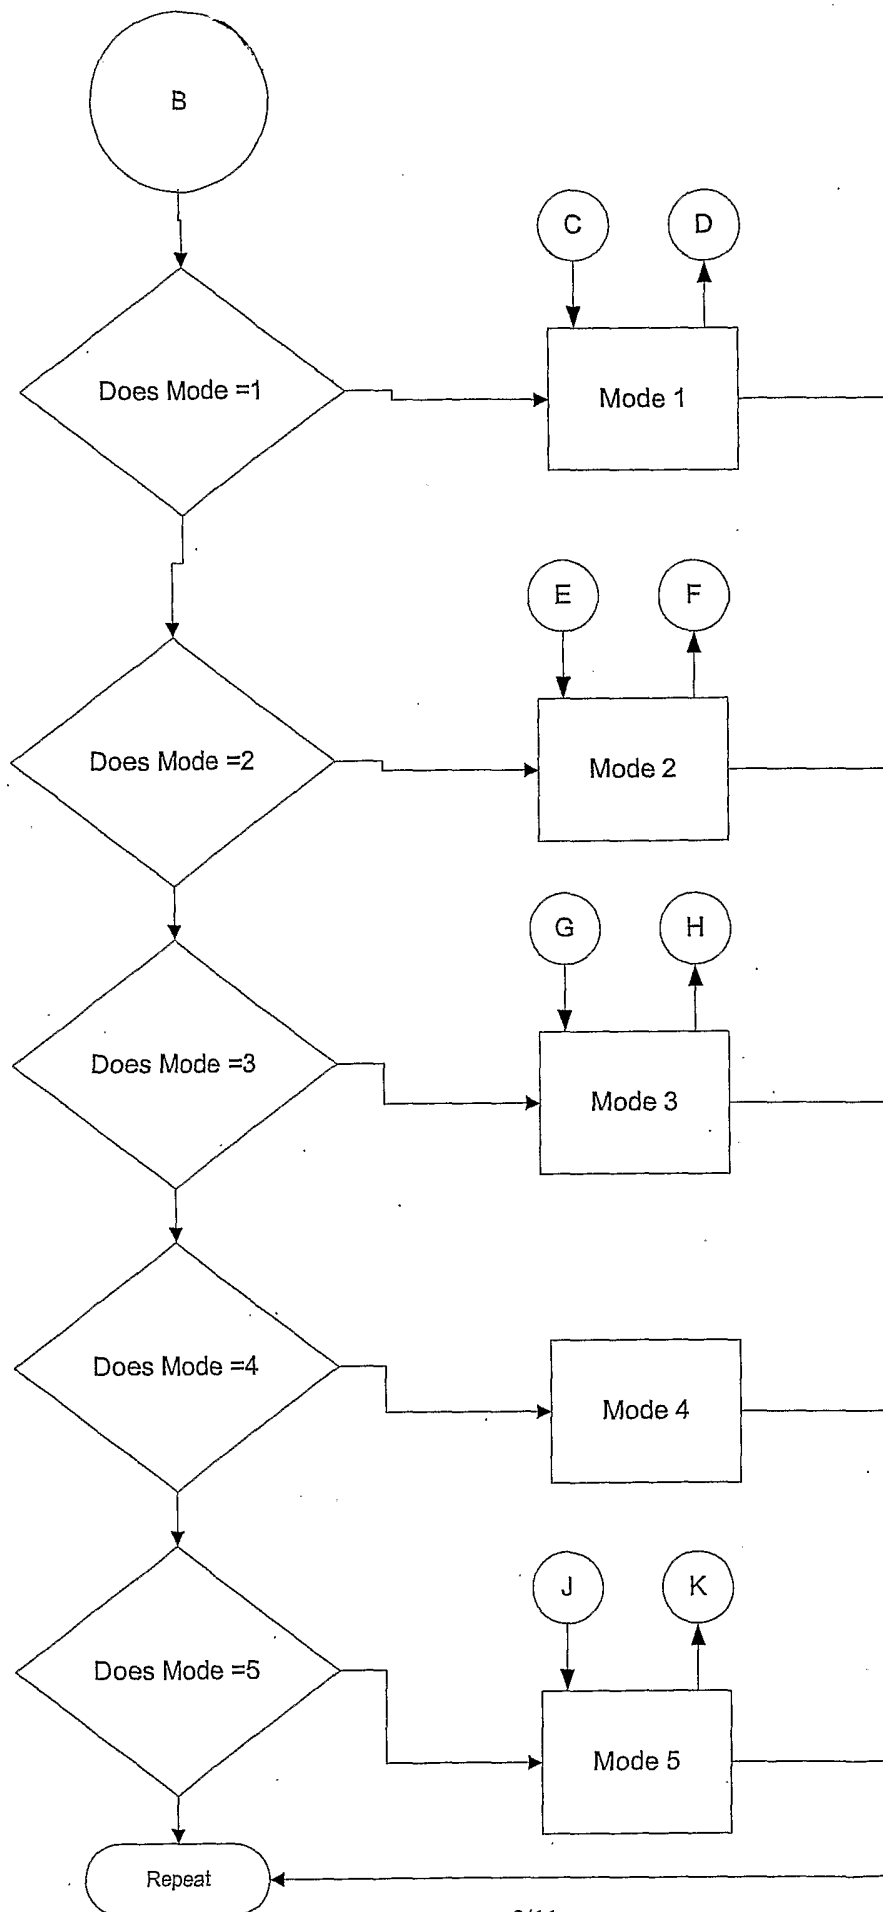 B
C D
Does Mode =1
Mode 1
E F
Does Mode =2
Mode 2
G H
Does Mode =3
Mode 3
Does Mode =4
Mode 4
J K
Does Mode =5
Mode 5
Repeat